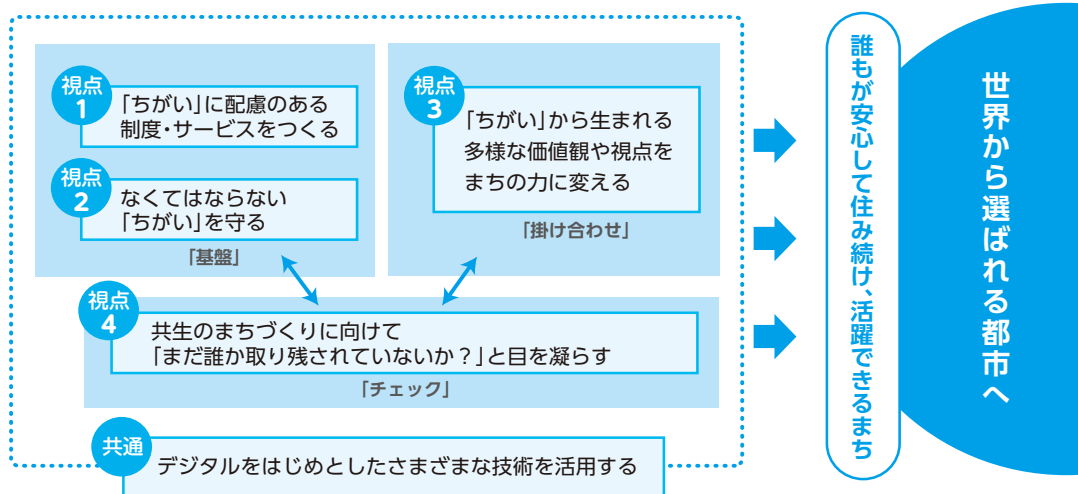 視点
1
「ちがい」に配慮のある
制度・サービスをつくる
視点
2
なくてはならない
「ちがい」を守る
「基盤」
視点
3
「ちがい」から生まれる
多様な価値観や視点を
まちの力に変える
「掛け合わせ」
視点
4
共生のまちづくりに向けて
「まだ誰か取り残されていないか？」と目を凝らす
「チェック」
共通
デジタルをはじめとしたさまざまな技術を活用する
誰もが安心して住み続け、活躍できるまち
世界から選ばれる都市へ